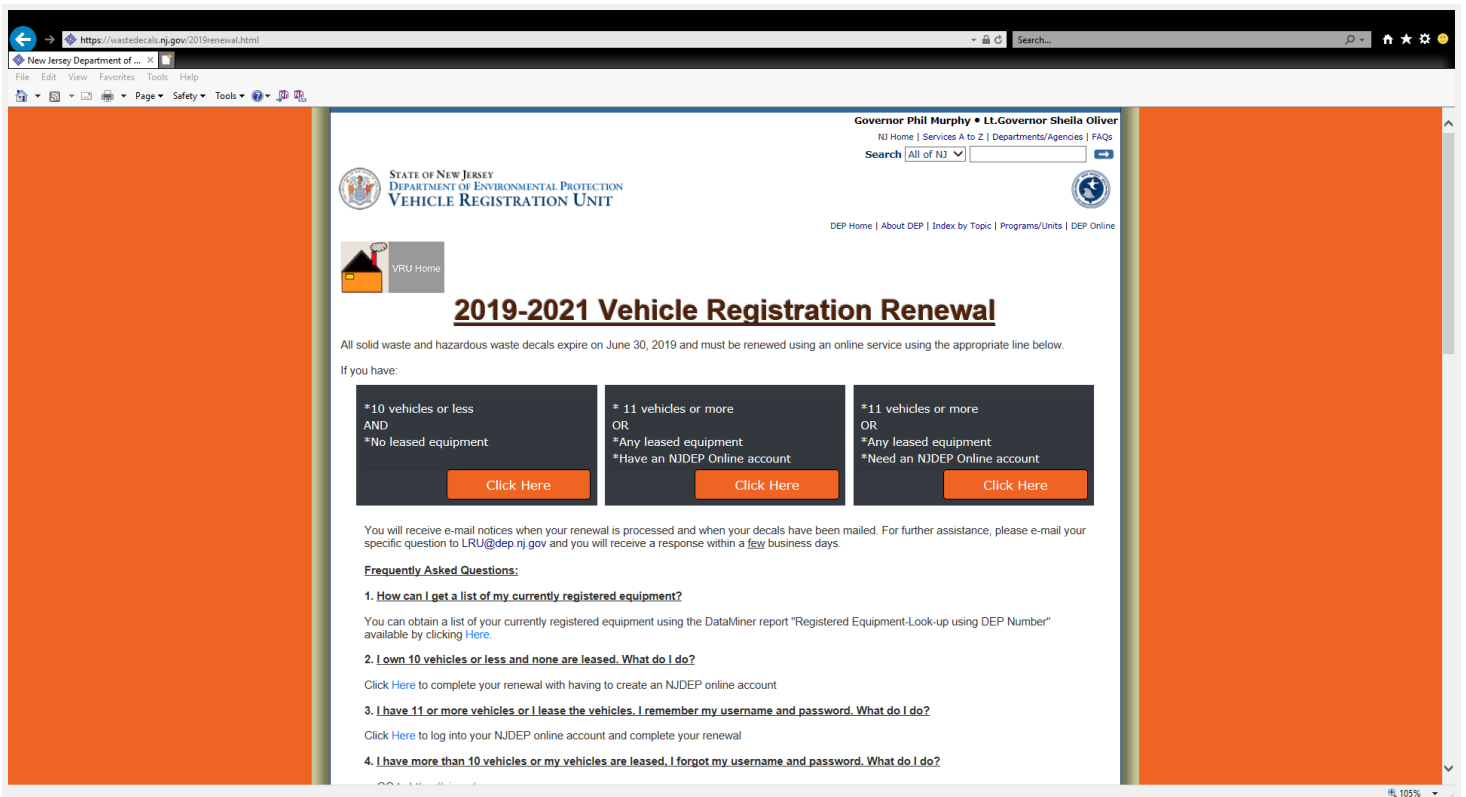 https://wastedecals.nj.gov/2019renewal.html
Search...
New Jersey Department of ...
File Edit View Favorites Tools Help
Page Safety Tools
Governor Phil Murphy • Lt.Governor Sheila Oliver
NJ Home | Services A to Z | Departments/Agencies | FAQs
Search All of NJ
STATE OF NEW JERSEY
DEPARTMENT OF ENVIRONMENTAL PROTECTION
VEHICLE REGISTRATION UNIT
DEP Home | About DEP | Index by Topic | Programs/Units | DEP Online
VRU Home
2019-2021 Vehicle Registration Renewal
All solid waste and hazardous waste decals expire on June 30, 2019 and must be renewed using an online service using the appropriate line below.
If you have:
*10 vehicles or less
AND
*No leased equipment
Click Here
* 11 vehicles or more
OR
*Any leased equipment
*Have an NJDEP Online account
Click Here
*11 vehicles or more
OR
*Any leased equipment
*Need an NJDEP Online account
Click Here
You will receive e-mail notices when your renewal is processed and when your decals have been mailed. For further assistance, please e-mail your
specific question to LRU@dep.nj.gov and you will receive a response within a few business days.
Frequently Asked Questions:
1. How can I get a list of my currently registered equipment?
You can obtain a list of your currently registered equipment using the DataMiner report "Registered Equipment-Look-up using DEP Number"
available by clicking Here.
2. I own 10 vehicles or less and none are leased. What do I do?
Click Here to complete your renewal with having to create an NJDEP online account
3. I have 11 or more vehicles or I lease the vehicles. I remember my username and password. What do I do?
Click Here to log into your NJDEP online account and complete your renewal
4. I have more than 10 vehicles or my vehicles are leased, I forgot my username and password. What do I do?
105%